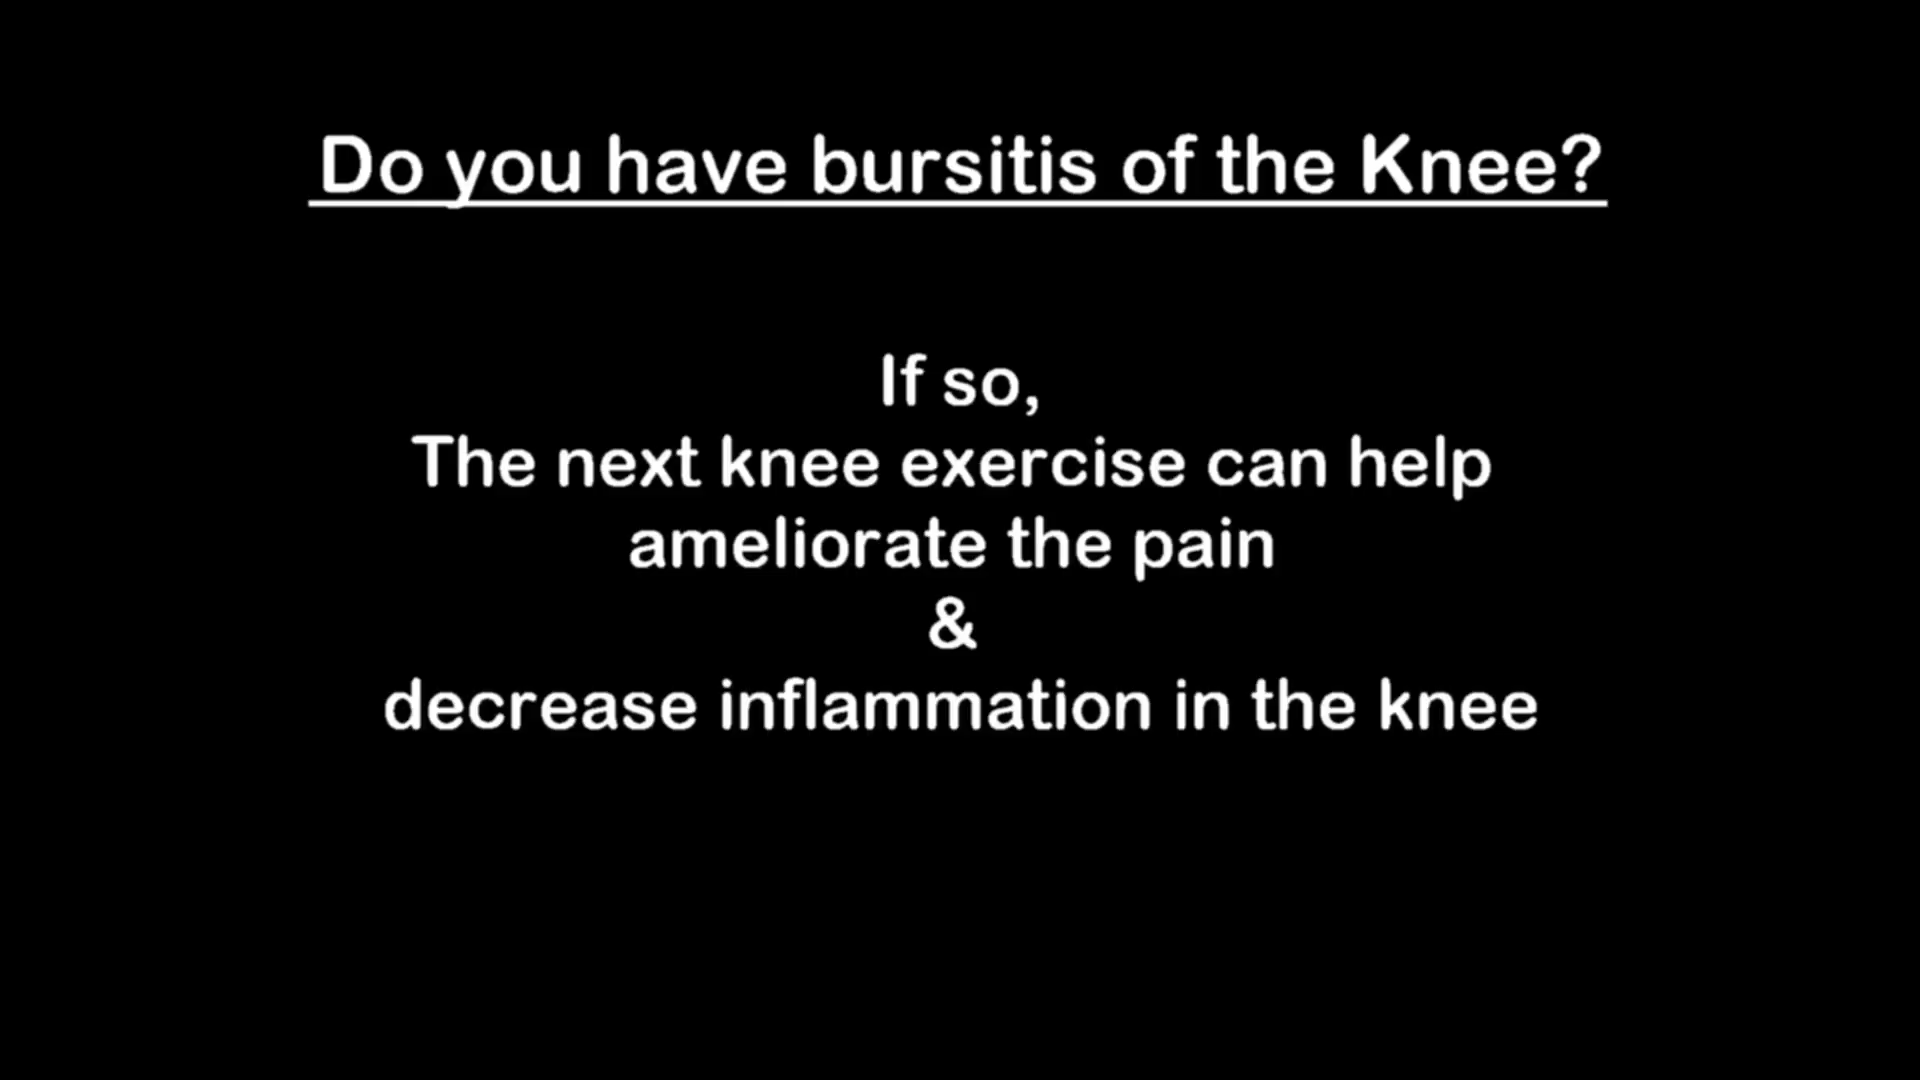 Do you have bursitis of the Knee?
If so,
The next knee exercise can help
ameliorate the pain
&
decrease inflammation in the knee